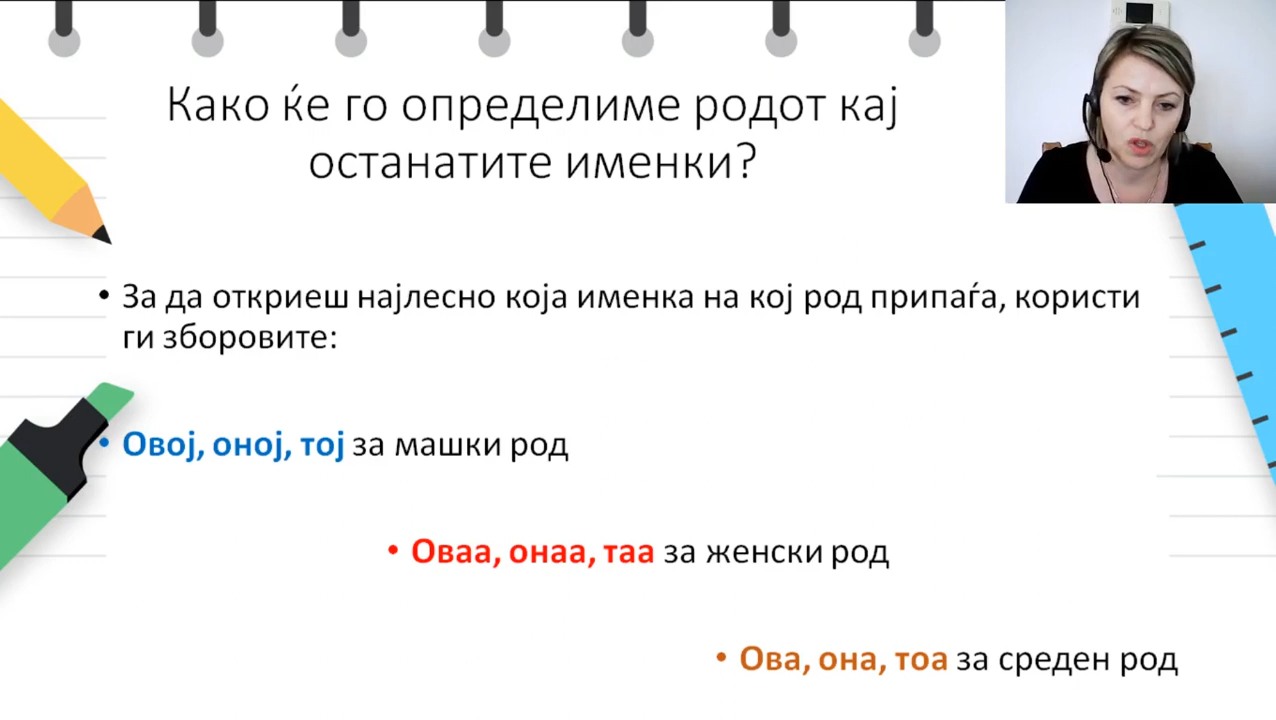 Како ќе го определиме родот кај
останатите именки?
• За да откриеш најлесно која именка на кој род припаѓа, користи
ги зборовите:
• Овој, оној, тој за машки род
• Оваа, онаа, таа за женски род
• Ова, она, тоа за среден род